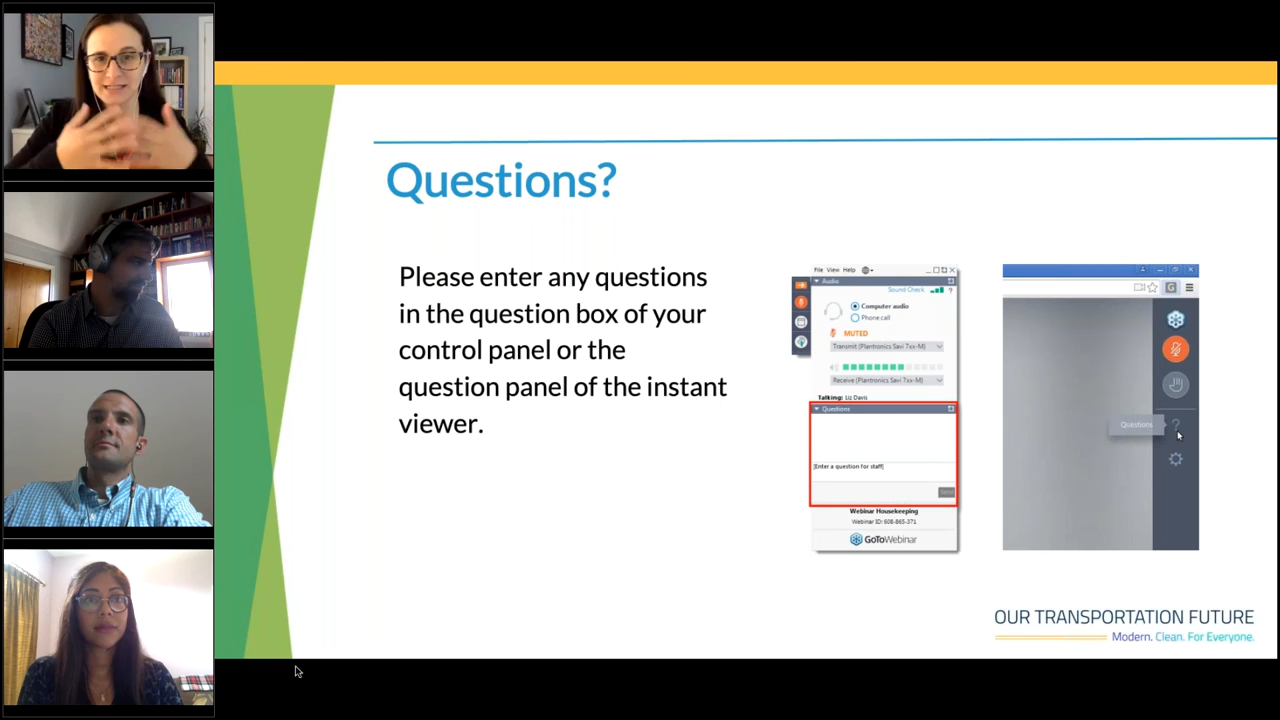 Questions?
Please enter any questions
in the question box of your
control panel or the
question panel of the instant
viewer.
File View Help
Audio
Sound Check
?
Computer audio
Phone call
MUTED
Transmit (Plantronics Savi 7xx-M)
Receive (Plantronics Savi 7xx-M)
Talking: Liz Davis
Questions
[Enter a question for staff]
Webinar Housekeeping
Webinar ID: 608-865-371
GoToWebinar
G
Questions
?
OUR TRANSPORTATION FUTURE
Modern. Clean. For Everyone.